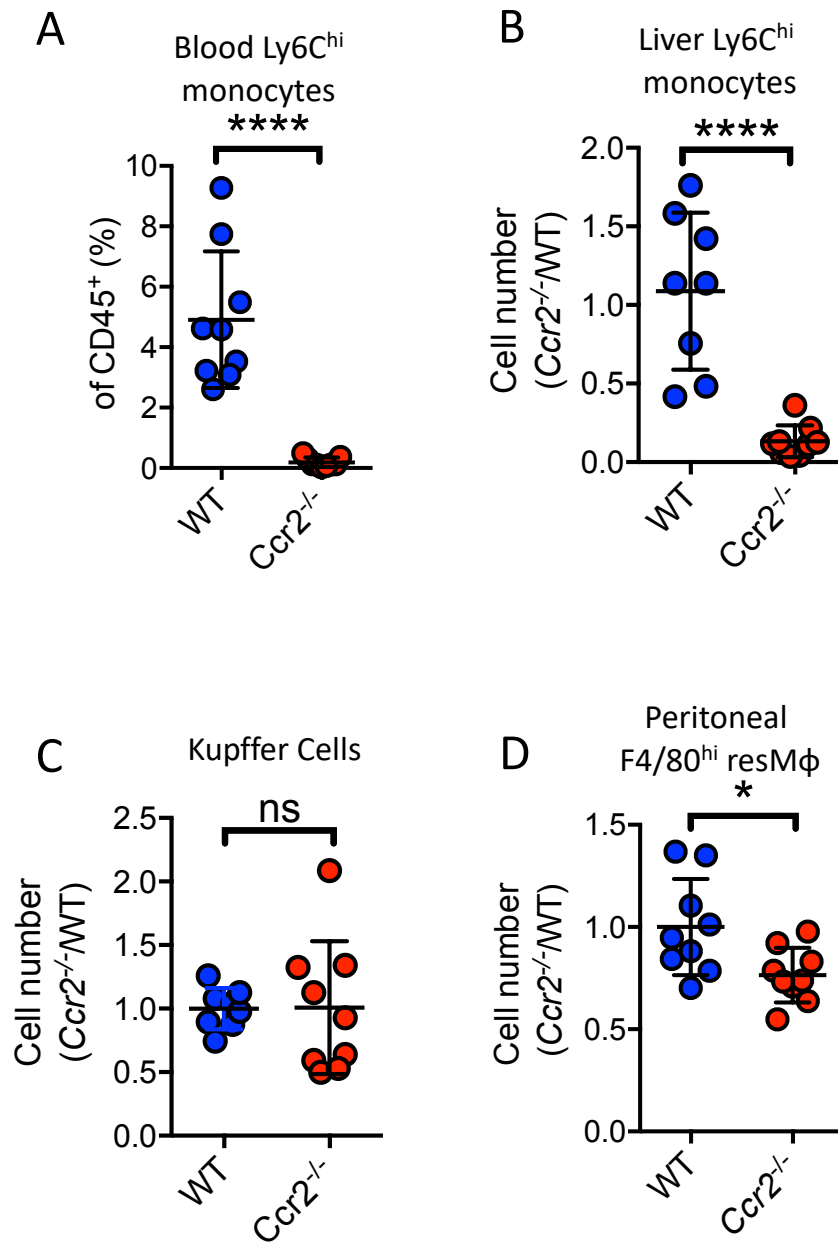 A
Blood Ly6Chi
monocytes
****
of CD45+ (%)
10
8
6
4
2
0
WT
Ccr2-/-
B
Liver Ly6Chi
monocytes
****
Cell number
(Ccr2-/-/WT)
2.0
1.5
1.0
0.5
0.0
WT
Ccr2-/-
C
Kupffer Cells
ns
Cell number
(Ccr2-/-/WT)
2.5
2.0
1.5
1.0
0.5
0.0
WT
Ccr2-/-
D
Peritoneal
F4/80hi resMϕ
*
Cell number
(Ccr2-/-/WT)
1.5
1.0
0.5
0.0
WT
Ccr2-/-